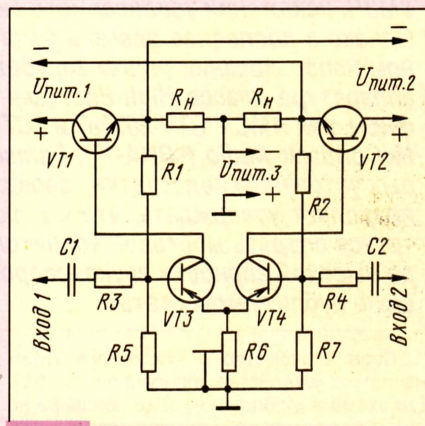 − −
Uпит.1 Uпит.2
Rн Rн
+ +
VT1 − VT2
Uпит.3
R1 + R2
C1 C2
R3 VT3 VT4 R4
Вход 1 Вход 2
R5 R6 R7